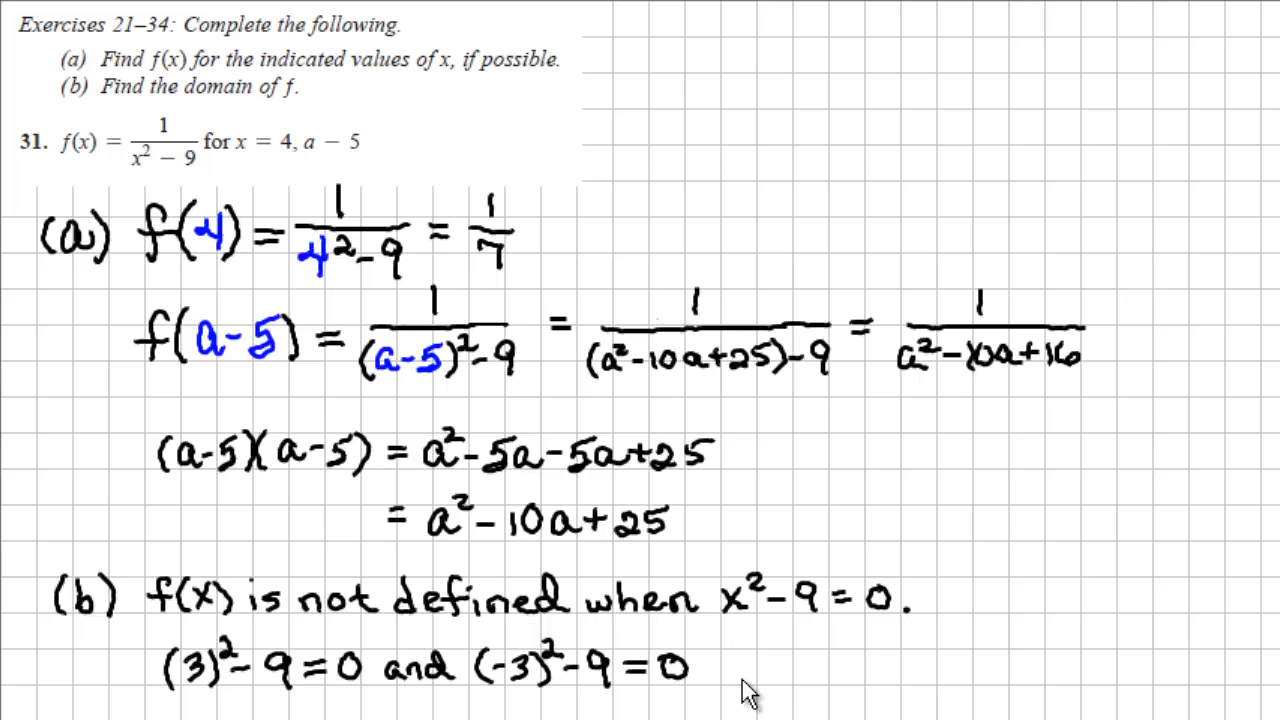 Exercises 21–34: Complete the following.
(a) Find f(x) for the indicated values of x, if possible.
(b) Find the domain of f.
31. f(x) = 1/(x² − 9) for x = 4, a − 5
(a) f(4) = 1/(4² - 9) = 1/7
f(a-5) = 1/((a-5)² - 9) = 1/((a² - 10a + 25) - 9) = 1/(a² - 10a + 16)
(a-5)(a-5) = a² - 5a - 5a + 25
= a² - 10a + 25
(b) f(x) is not defined when x² - 9 = 0.
(3)² - 9 = 0 and (-3)² - 9 = 0